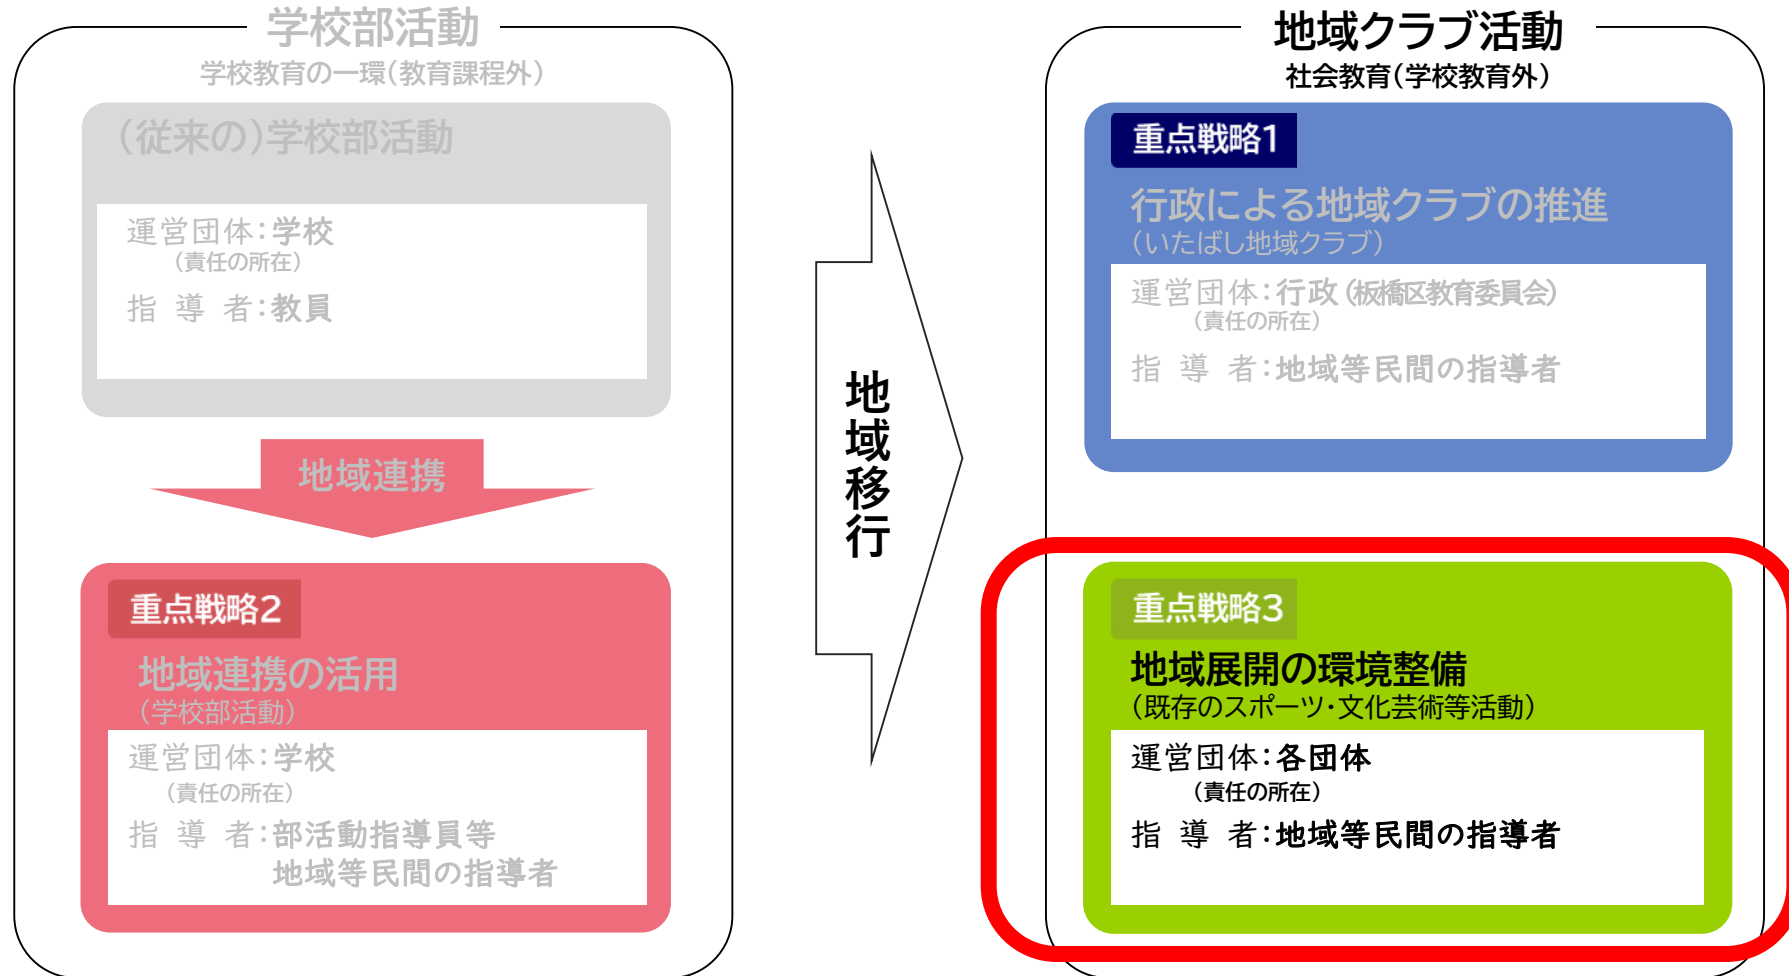 学校部活動
学校教育の一環(教育課程外)
(従来の)学校部活動
運営団体:学校
(責任の所在)
指 導 者:教員
地域連携
重点戦略2
地域連携の活用
(学校部活動)
運営団体:学校
(責任の所在)
指 導 者:部活動指導員等
地域等民間の指導者
地域移行
地域クラブ活動
社会教育(学校教育外)
重点戦略1
行政による地域クラブの推進
(いたばし地域クラブ)
運営団体:行政(板橋区教育委員会)
(責任の所在)
指 導 者:地域等民間の指導者
重点戦略3
地域展開の環境整備
(既存のスポーツ・文化芸術等活動)
運営団体:各団体
(責任の所在)
指 導 者:地域等民間の指導者